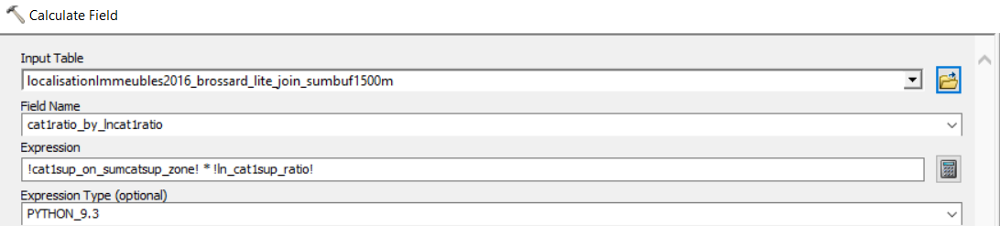 Calculate Field
Input Table
localisationImmeubles2016_brossard_lite_join_sumbuf1500m
Field Name
cat1ratio_by_lncat1ratio
Expression
!cat1sup_on_sumcatsup_zone! * !ln_cat1sup_ratio!
Expression Type (optional)
PYTHON_9.3